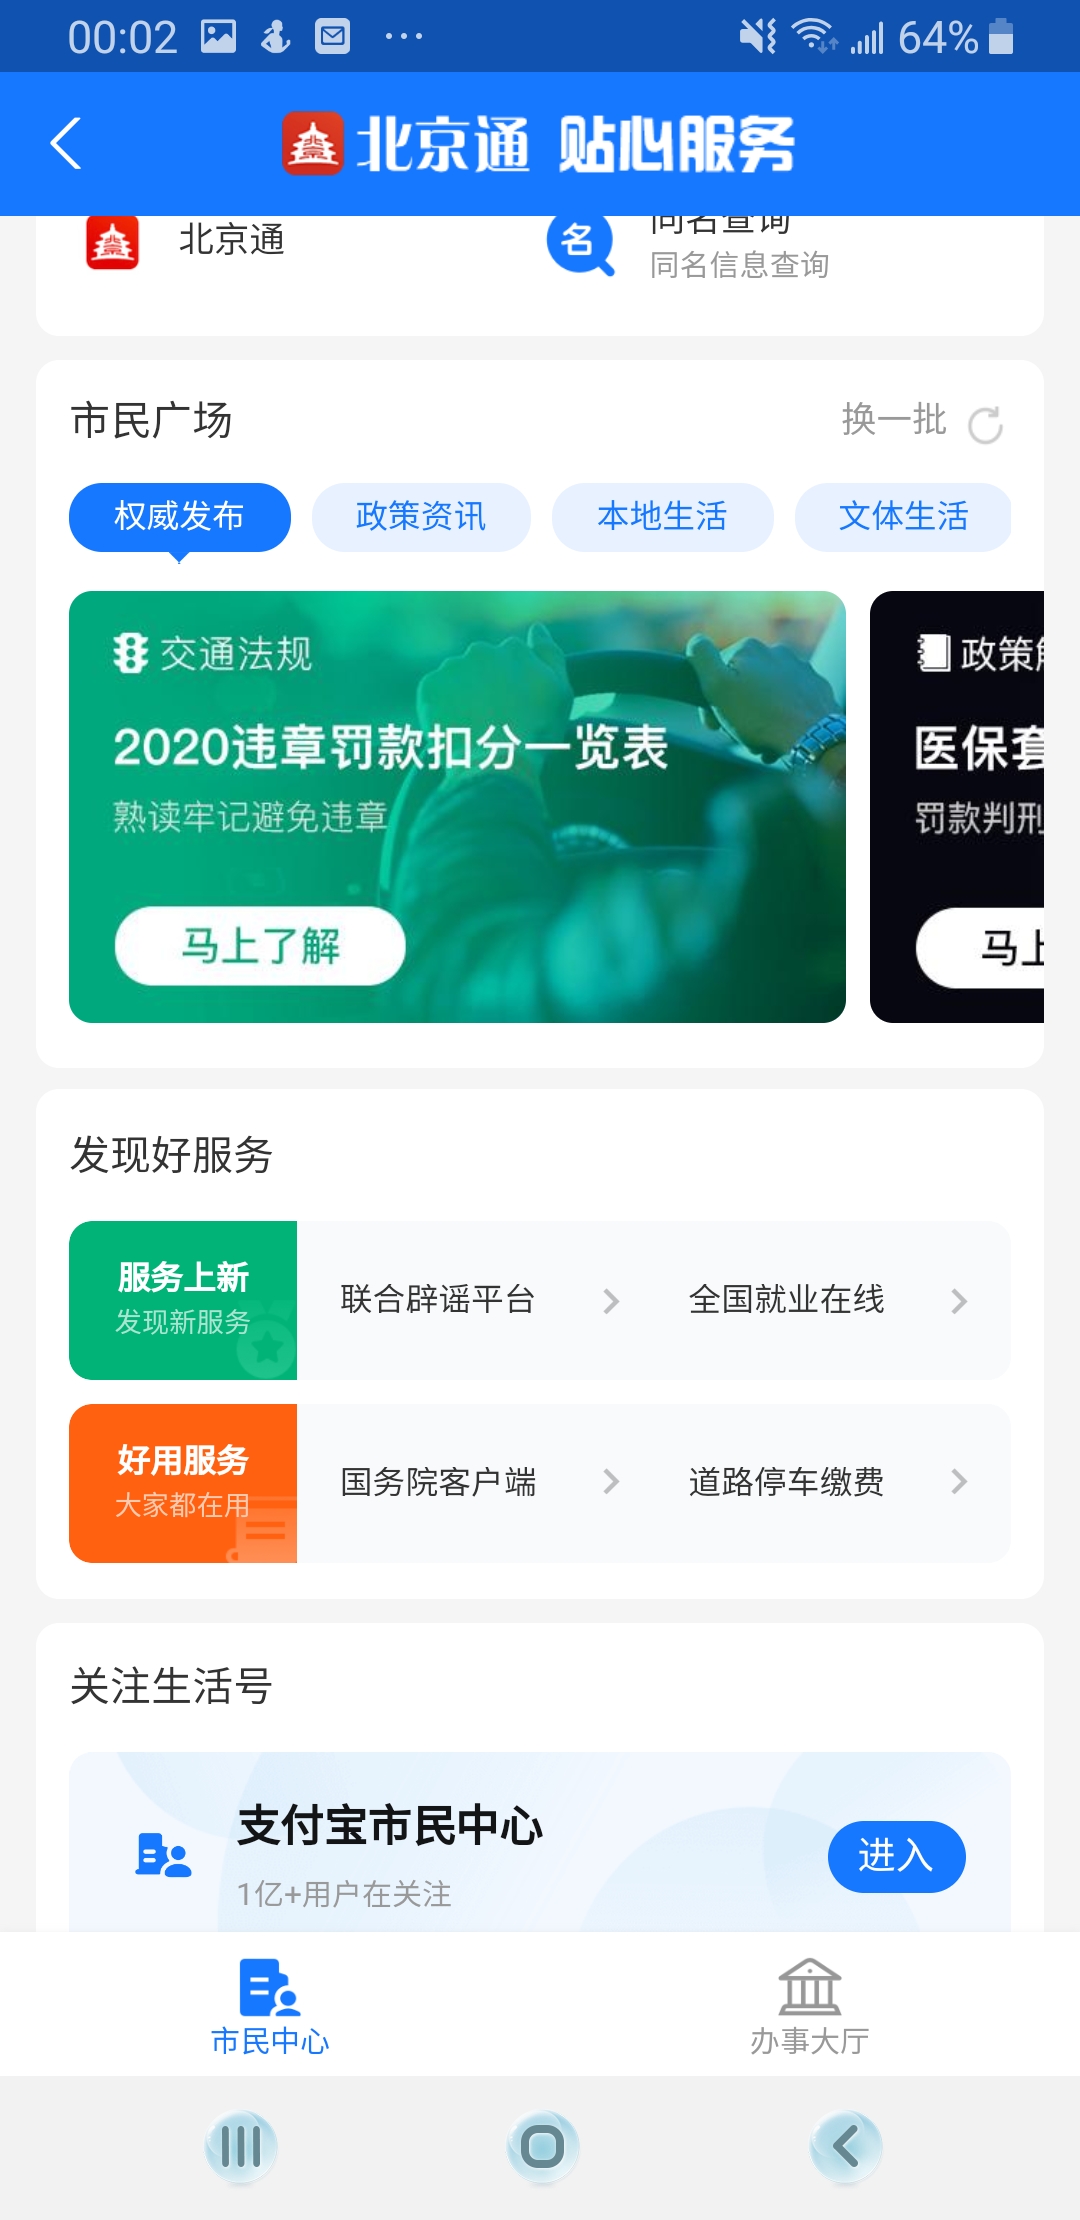 00:02
64%
北京通 贴心服务
北京通
同名查询
同名信息查询
市民广场
换一批
权威发布
政策资讯
本地生活
文体生活
交通法规
2020违章罚款扣分一览表
熟读牢记避免违章
马上了解
政策
医保套
罚款判刑
马上
发现好服务
服务上新
发现新服务
联合辟谣平台
全国就业在线
好用服务
大家都在用
国务院客户端
道路停车缴费
关注生活号
支付宝市民中心
1亿+用户在关注
进入
市民中心
办事大厅